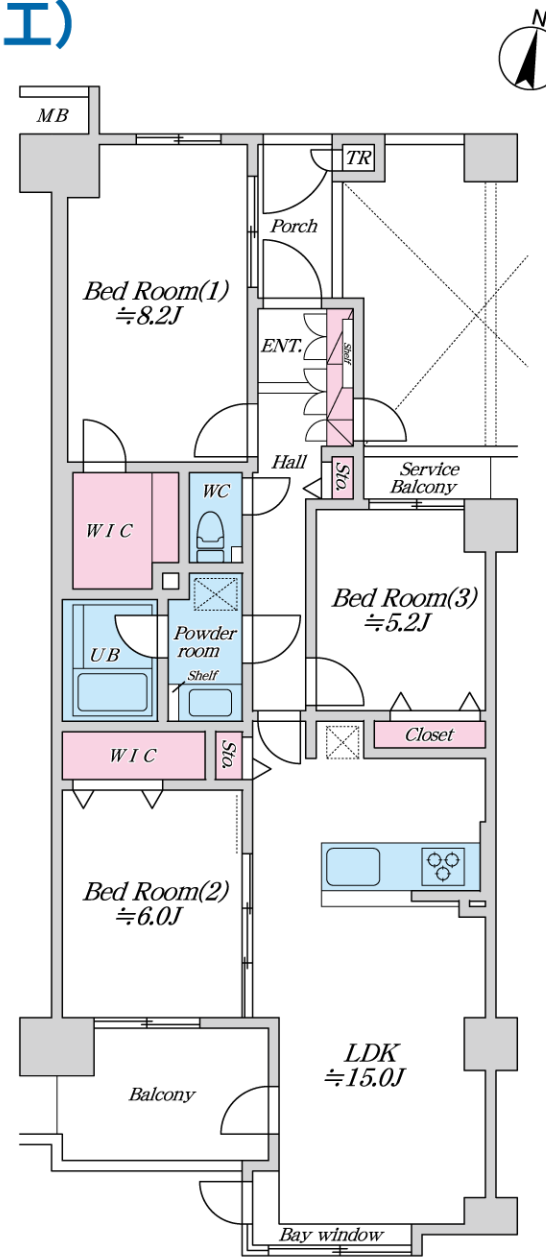 工)
N
MB
TR
Porch
Bed Room(1)
≒8.2J
ENT.
Shelf
Hall
Sto.
Service
Balcony
WC
WIC
Bed Room(3)
≒5.2J
Powder
room
UB
Shelf
Closet
WIC
Sto.
Bed Room(2)
≒6.0J
LDK
≒15.0J
Balcony
Bay window